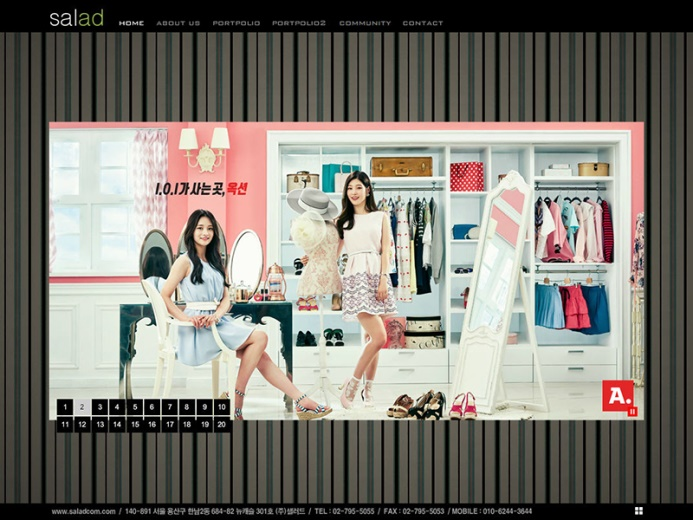 salad
HOME ABOUT US PORTFOLIO PORTFOLIO2 COMMUNITY CONTACT
I.O.I가 사는 곳, 옥션
A.
1 2 3 4 5 6 7 8 9 10
11 12 13 14 15 16 17 18 19 20
www.saladcom.com / 140-891 서울 용산구 한남2동 684-82 뉴캐슬 301호 (주)샐러드 / TEL : 02-795-5055 / FAX : 02-795-5053 / MOBILE : 010-6244-3644